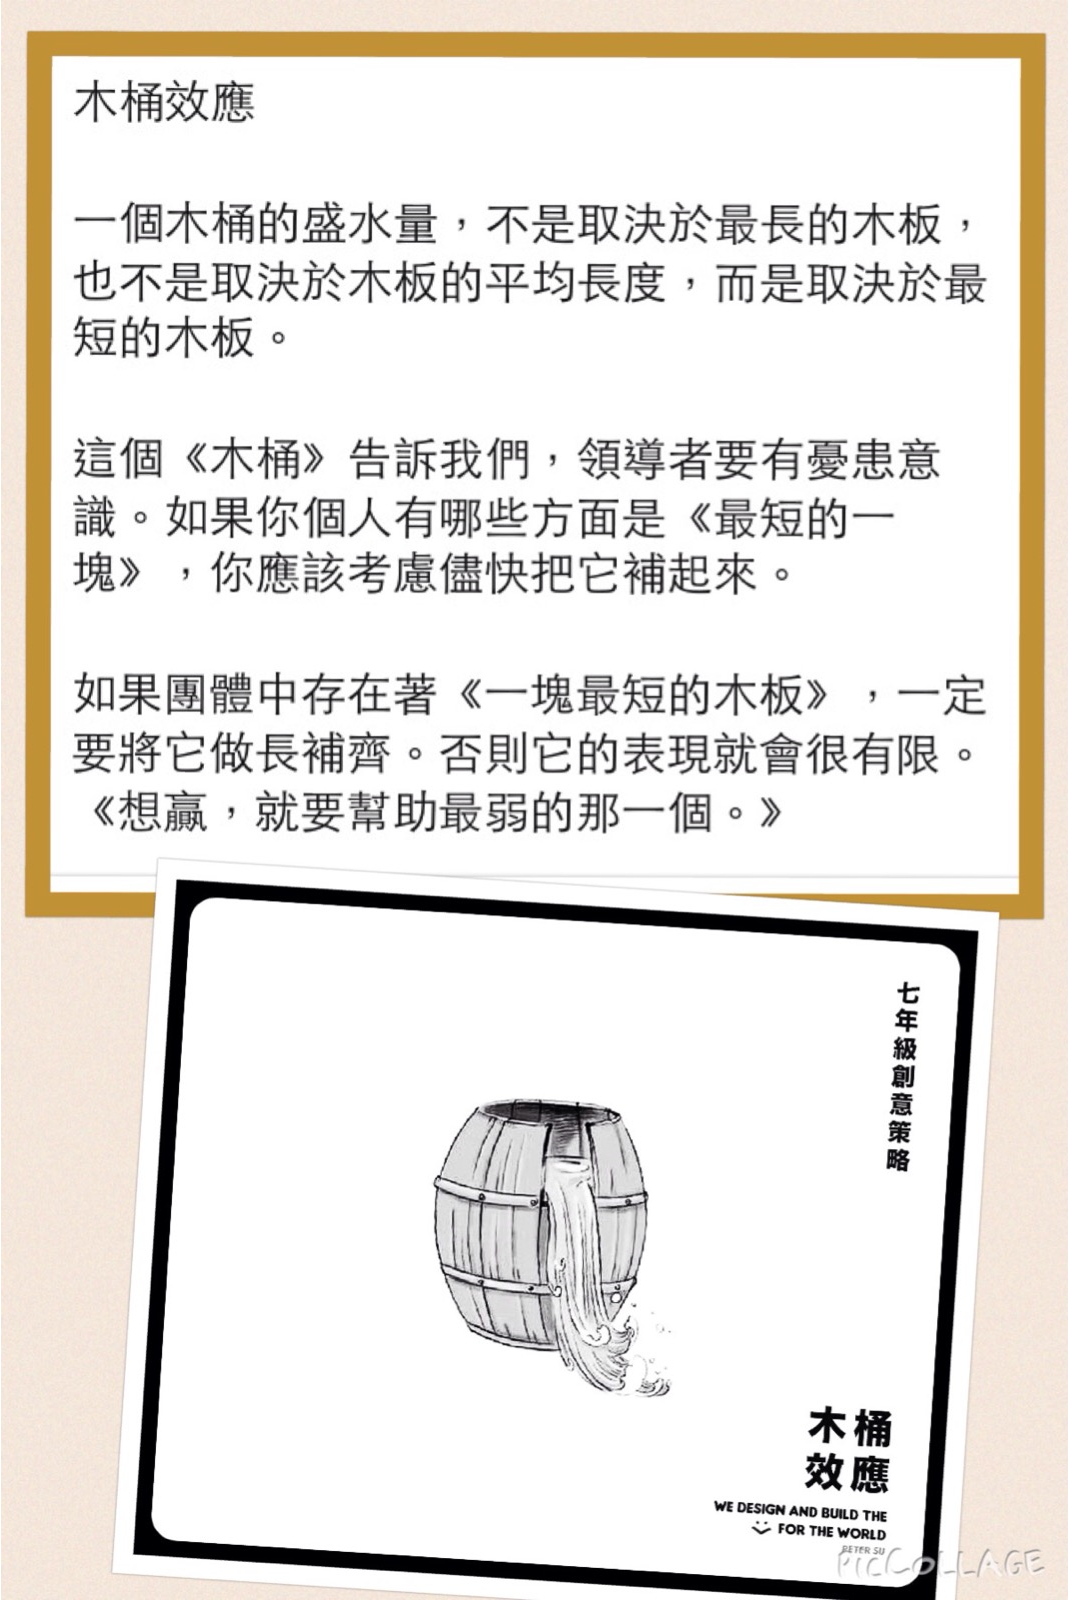 木桶效應
一個木桶的盛水量，不是取決於最長的木板，
也不是取決於木板的平均長度，而是取決於最
短的木板。
這個《木桶》告訴我們，領導者要有憂患意
識。如果你個人有哪些方面是《最短的一
塊》，你應該考慮儘快把它補起來。
如果團體中存在著《一塊最短的木板》，一定
要將它做長補齊。否則它的表現就會很有限。
《想贏，就要幫助最弱的那一個。》
七年級創意策略
木桶
效應
WE DESIGN AND BUILD THE
FOR THE WORLD
PETER SU
PICCOLLAGE